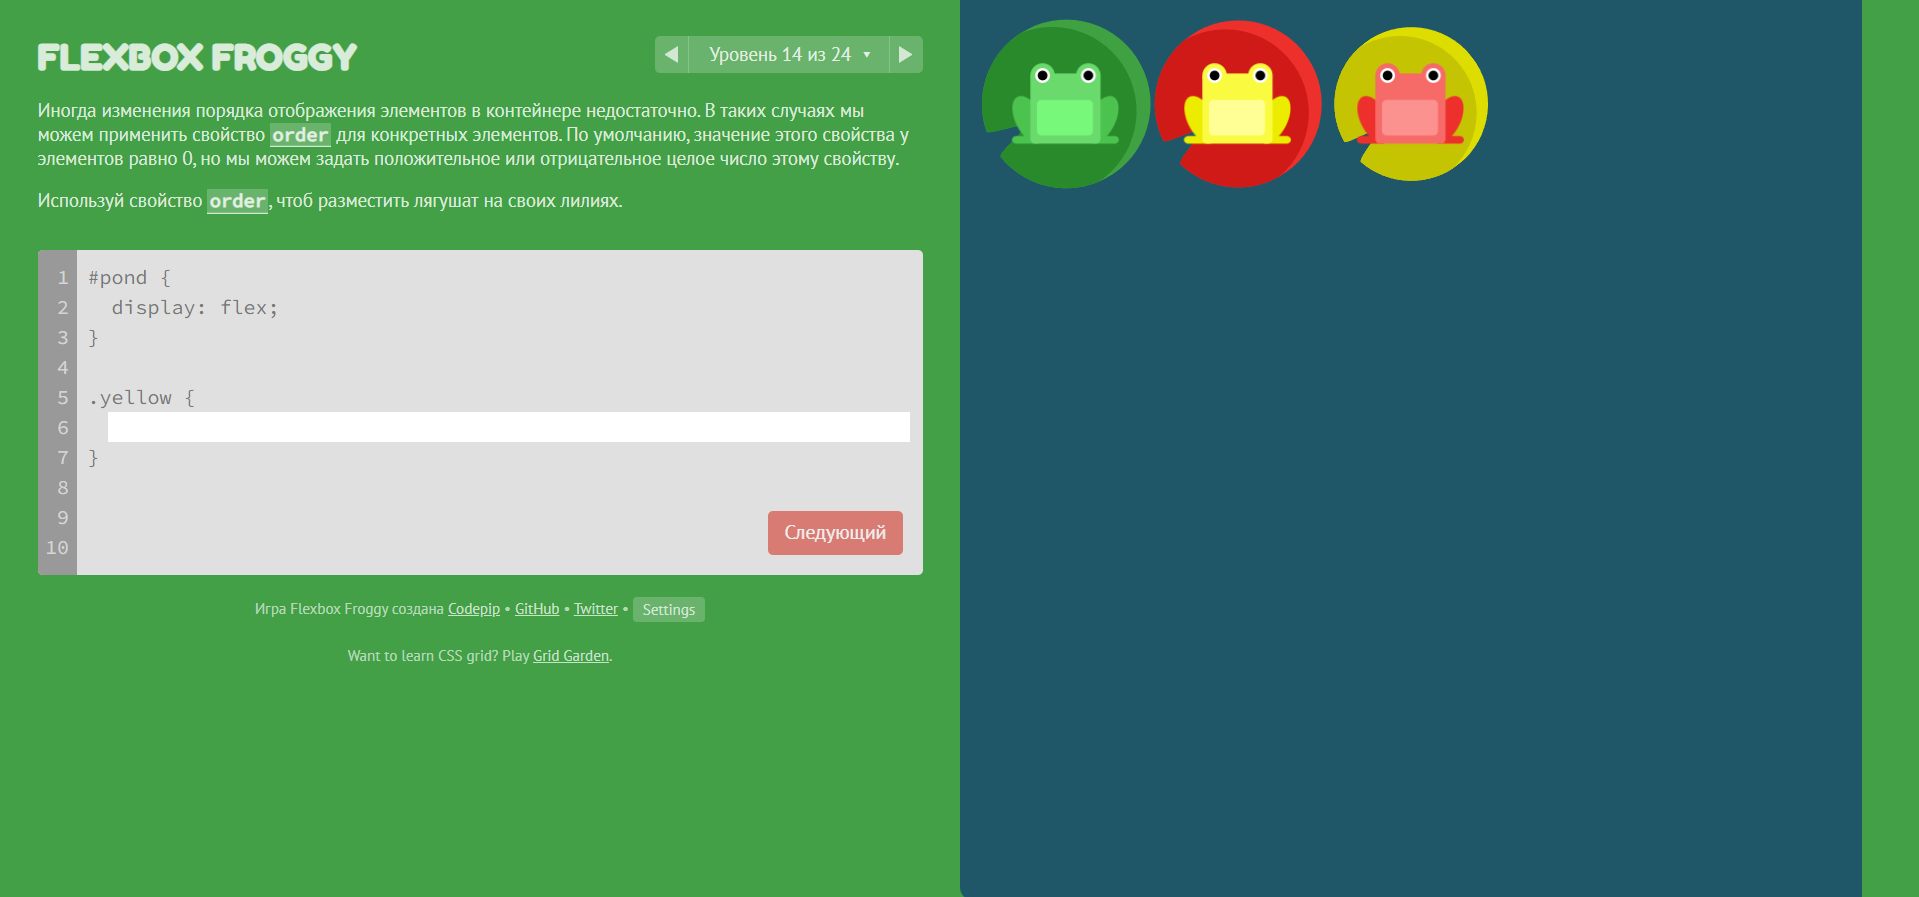 FLEXBOX FROGGY
◀ Уровень 14 из 24 ▼ ▶
Иногда изменения порядка отображения элементов в контейнере недостаточно. В таких случаях мы
можем применить свойство order для конкретных элементов. По умолчанию, значение этого свойства у
элементов равно 0, но мы можем задать положительное или отрицательное целое число этому свойству.
Используй свойство order, чтоб разместить лягушат на своих лилиях.
1 #pond {
2   display: flex;
3 }
4
5 .yellow {
6
7 }
8
9
10
Следующий
Игра Flexbox Froggy создана Codepip • GitHub • Twitter • Settings
Want to learn CSS grid? Play Grid Garden.